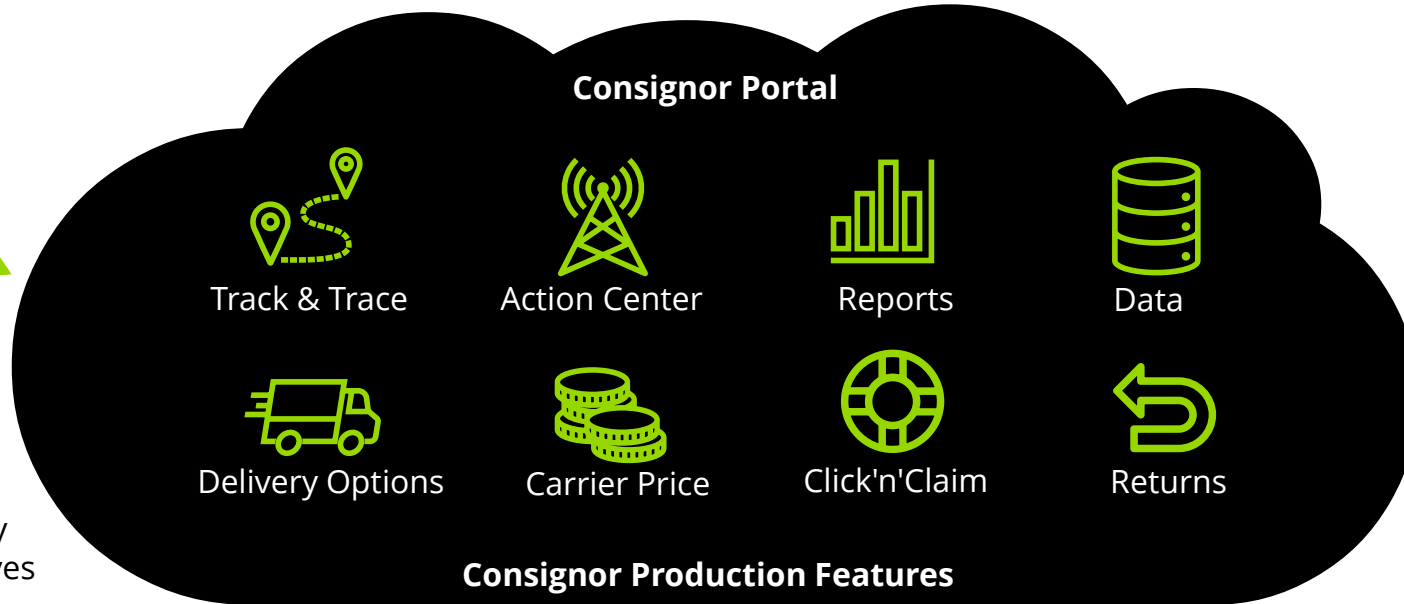 Consignor Portal
Track & Trace
Action Center
Reports
Data
Delivery Options
Carrier Price
Click'n'Claim
Returns
Consignor Production Features